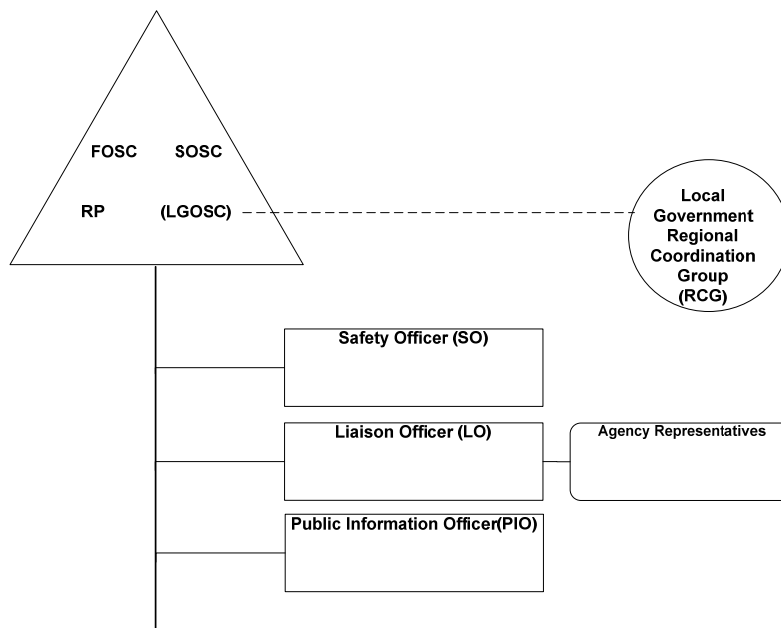 FOSC SOSC
RP (LGOSC)
Local
Government
Regional
Coordination
Group
(RCG)
Safety Officer (SO)
Liaison Officer (LO)
Agency Representatives
Public Information Officer(PIO)